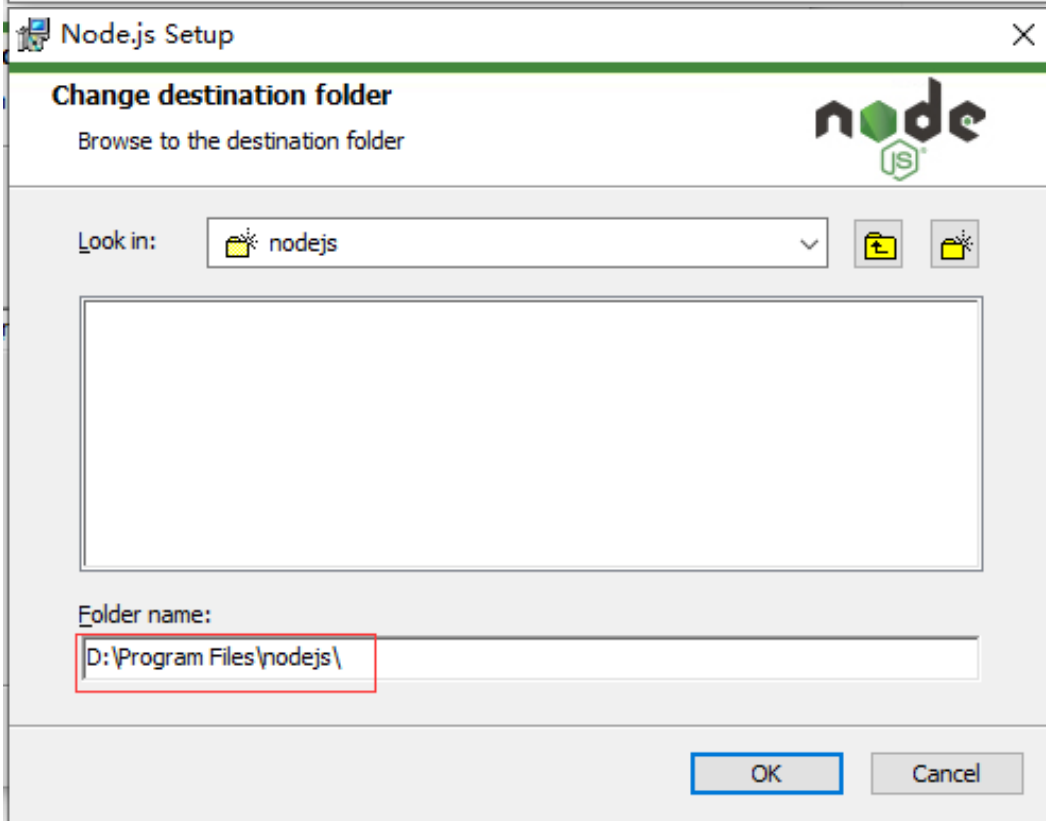 Node.js Setup
Change destination folder
Browse to the destination folder
node
JS
Look in:
nodejs
Folder name:
D:\Program Files\nodejs\
OK
Cancel